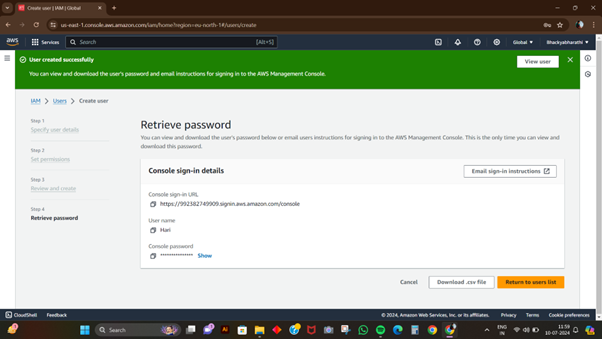 Create user | IAM | Global
us-east-1.console.aws.amazon.com/iam/home?region=eu-north-1#/users/create
aws
Services
Search
[Alt+S]
Global
Bhackyabharathi
User created successfully
You can view and download the user's password and email instructions for signing in to the AWS Management Console.
View user
IAM > Users > Create user
Step 1
Specify user details
Step 2
Set permissions
Step 3
Review and create
Step 4
Retrieve password
Retrieve password
You can view and download the user's password below or email users instructions for signing in to the AWS Management Console. This is the only time you can view and
download this password.
Console sign-in details
Email sign-in instructions
Console sign-in URL
https://992382749909.signin.aws.amazon.com/console
User name
Hari
Console password
***************
Show
Cancel
Download .csv file
Return to users list
CloudShell
Feedback
© 2024, Amazon Web Services, Inc. or its affiliates.
Privacy
Terms
Cookie preferences
Search
ENG
IN
11:59
10-07-2024